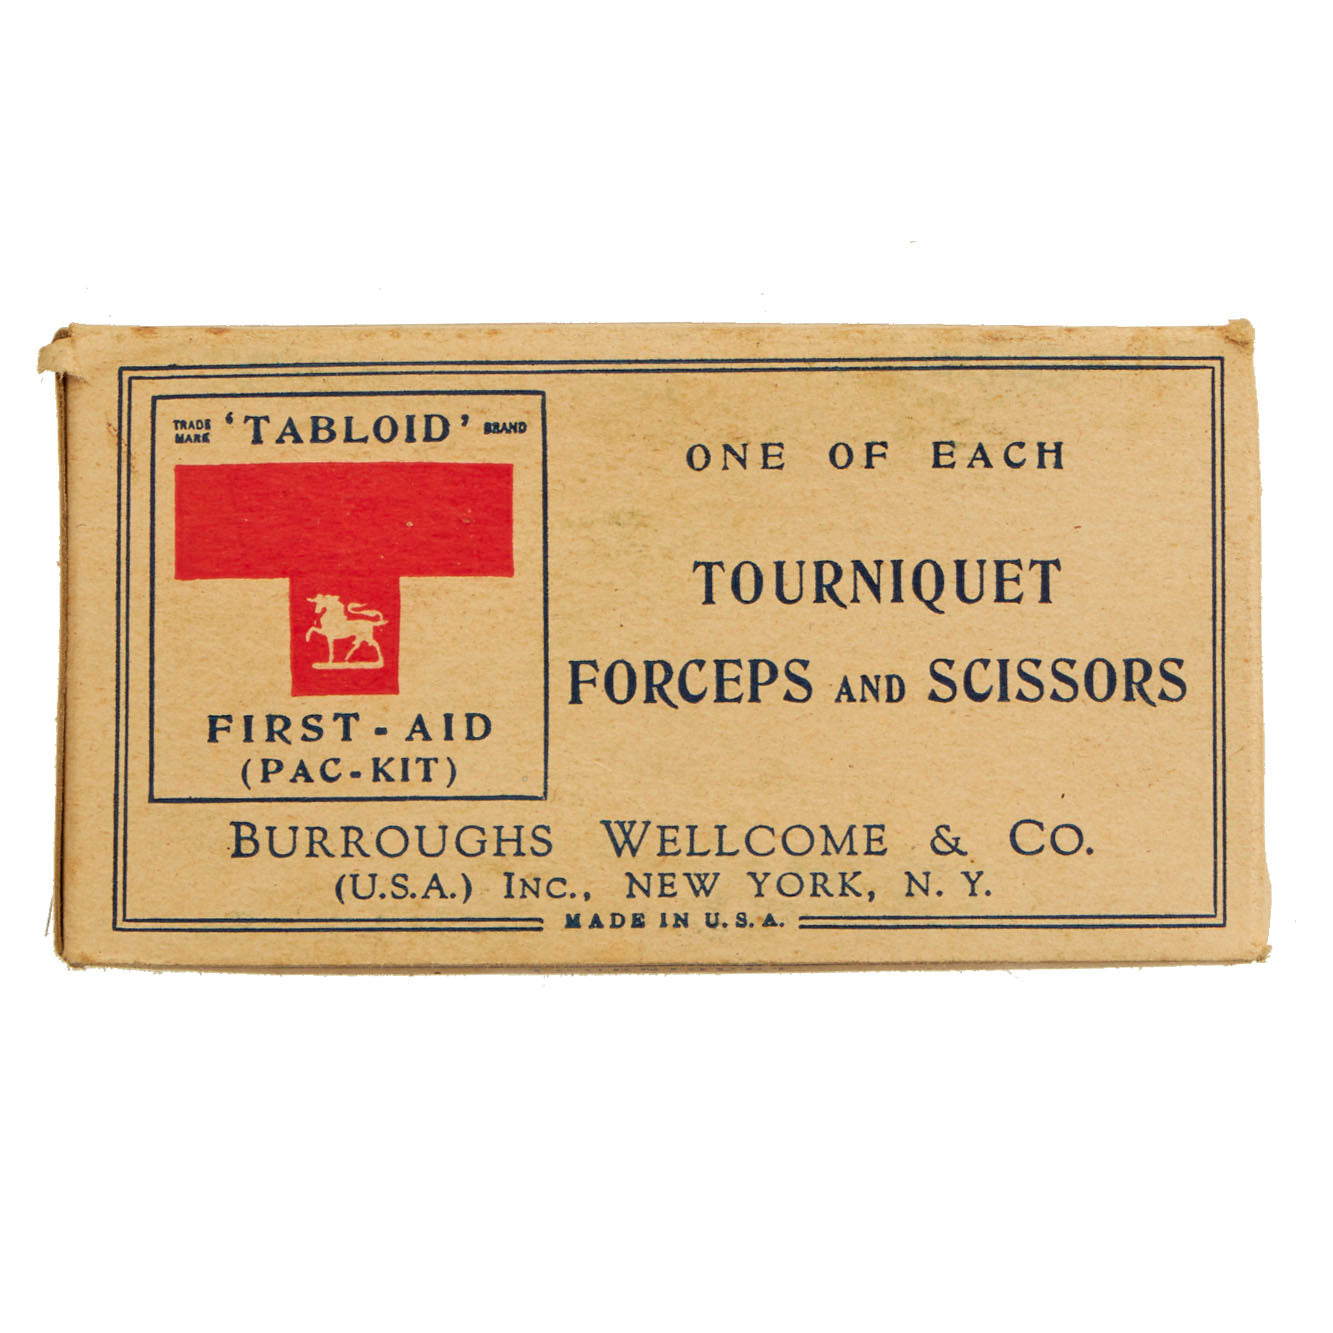 TRADE MARK 'TABLOID' BRAND
FIRST-AID
(PAC-KIT)
ONE OF EACH
TOURNIQUET
FORCEPS AND SCISSORS
BURROUGHS WELLCOME & CO.
(U.S.A.) INC., NEW YORK, N. Y.
MADE IN U.S.A.